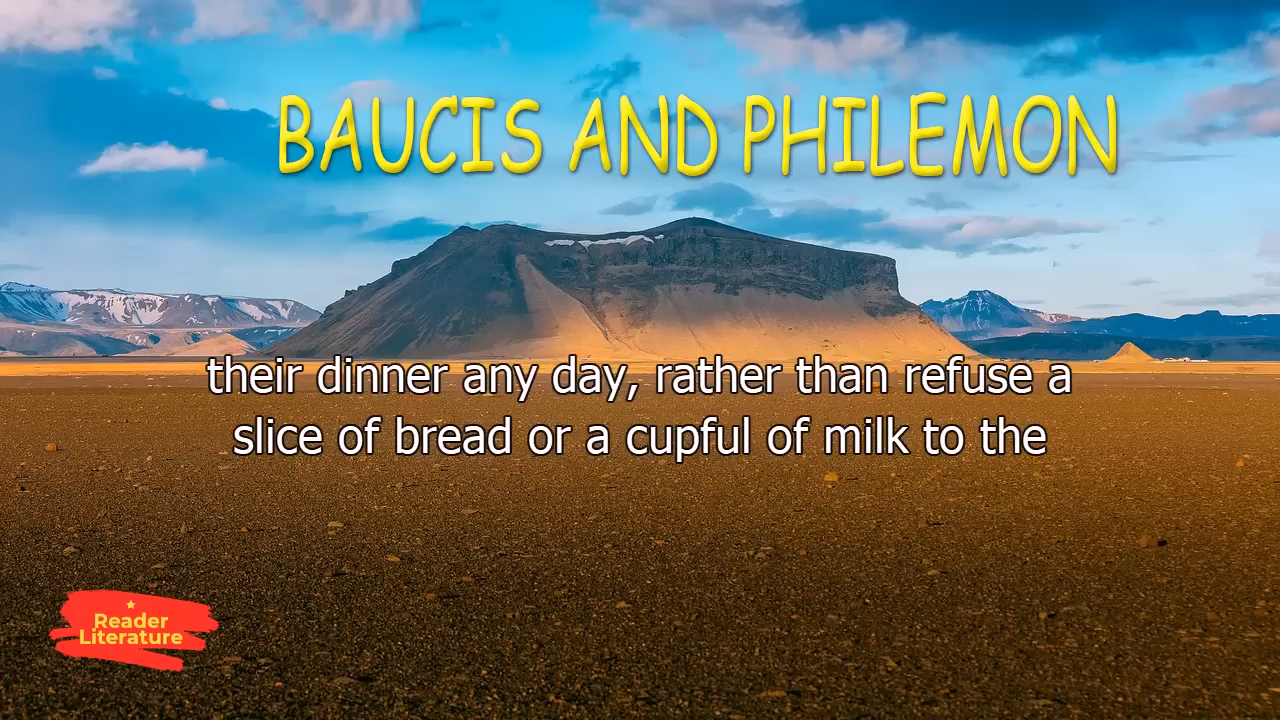 BAUCIS AND PHILEMON
their dinner any day, rather than refuse a
slice of bread or a cupful of milk to the
Reader
Literature